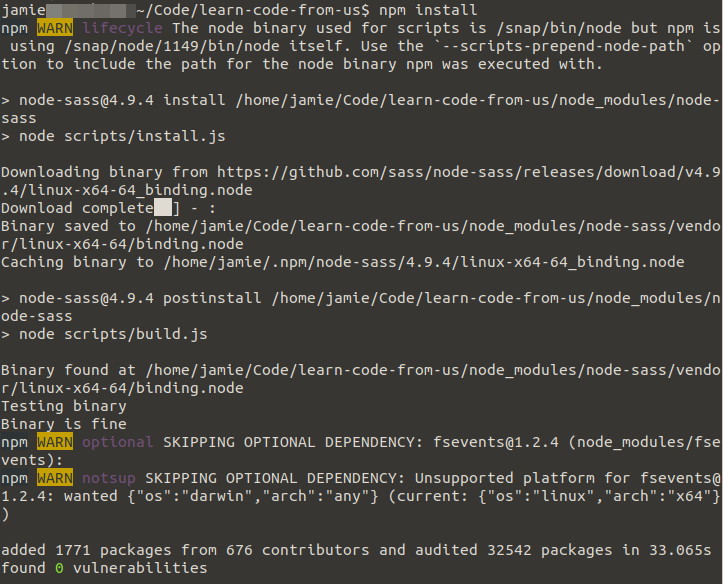 jamie ~/Code/learn-code-from-us$ npm install
npm WARN lifecycle The node binary used for scripts is /snap/bin/node but npm is
 using /snap/node/1149/bin/node itself. Use the `--scripts-prepend-node-path` op
tion to include the path for the node binary npm was executed with.
> node-sass@4.9.4 install /home/jamie/Code/learn-code-from-us/node_modules/node-
sass
> node scripts/install.js
Downloading binary from https://github.com/sass/node-sass/releases/download/v4.9
.4/linux-x64-64_binding.node
Download complete  ] - :
Binary saved to /home/jamie/Code/learn-code-from-us/node_modules/node-sass/vendo
r/linux-x64-64/binding.node
Caching binary to /home/jamie/.npm/node-sass/4.9.4/linux-x64-64_binding.node
> node-sass@4.9.4 postinstall /home/jamie/Code/learn-code-from-us/node_modules/n
ode-sass
> node scripts/build.js
Binary found at /home/jamie/Code/learn-code-from-us/node_modules/node-sass/vendo
r/linux-x64-64/binding.node
Testing binary
Binary is fine
npm WARN optional SKIPPING OPTIONAL DEPENDENCY: fsevents@1.2.4 (node_modules/fse
vents):
npm WARN notsup SKIPPING OPTIONAL DEPENDENCY: Unsupported platform for fsevents@
1.2.4: wanted {"os":"darwin","arch":"any"} (current: {"os":"linux","arch":"x64"}
)
added 1771 packages from 676 contributors and audited 32542 packages in 33.065s
found 0 vulnerabilities